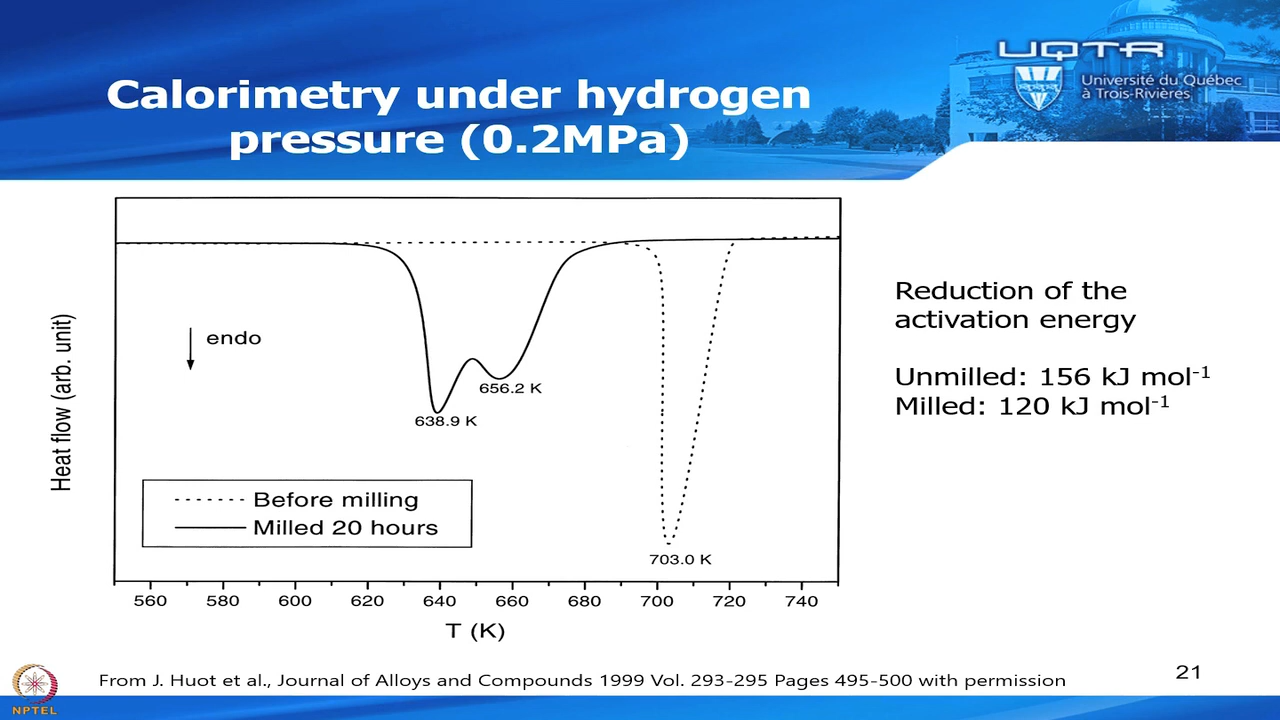 UQTR
Université du Québec
à Trois-Rivières
Calorimetry under hydrogen
pressure (0.2MPa)
Heat flow (arb. unit)
endo
656.2 K
638.9 K
703.0 K
Before milling
Milled 20 hours
560 580 600 620 640 660 680 700 720 740
T (K)
Reduction of the
activation energy
Unmilled: 156 kJ mol⁻¹
Milled: 120 kJ mol⁻¹
From J. Huot et al., Journal of Alloys and Compounds 1999 Vol. 293-295 Pages 495-500 with permission
21
NPTEL